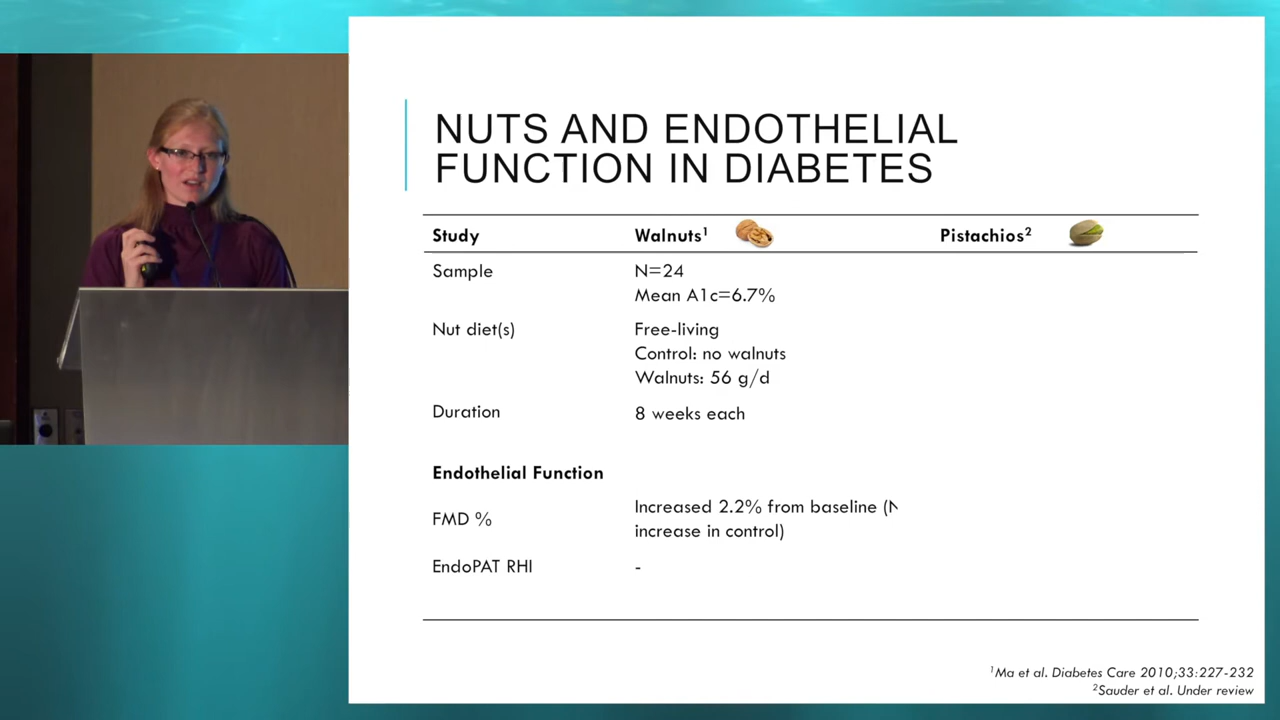 NUTS AND ENDOTHELIAL
FUNCTION IN DIABETES
Study Walnuts¹ Pistachios²
Sample N=24
Mean A1c=6.7%
Nut diet(s) Free-living
Control: no walnuts
Walnuts: 56 g/d
Duration 8 weeks each
Endothelial Function
FMD % Increased 2.2% from baseline (
increase in control)
EndoPAT RHI -
¹Ma et al. Diabetes Care 2010;33:227-232
²Sauder et al. Under review